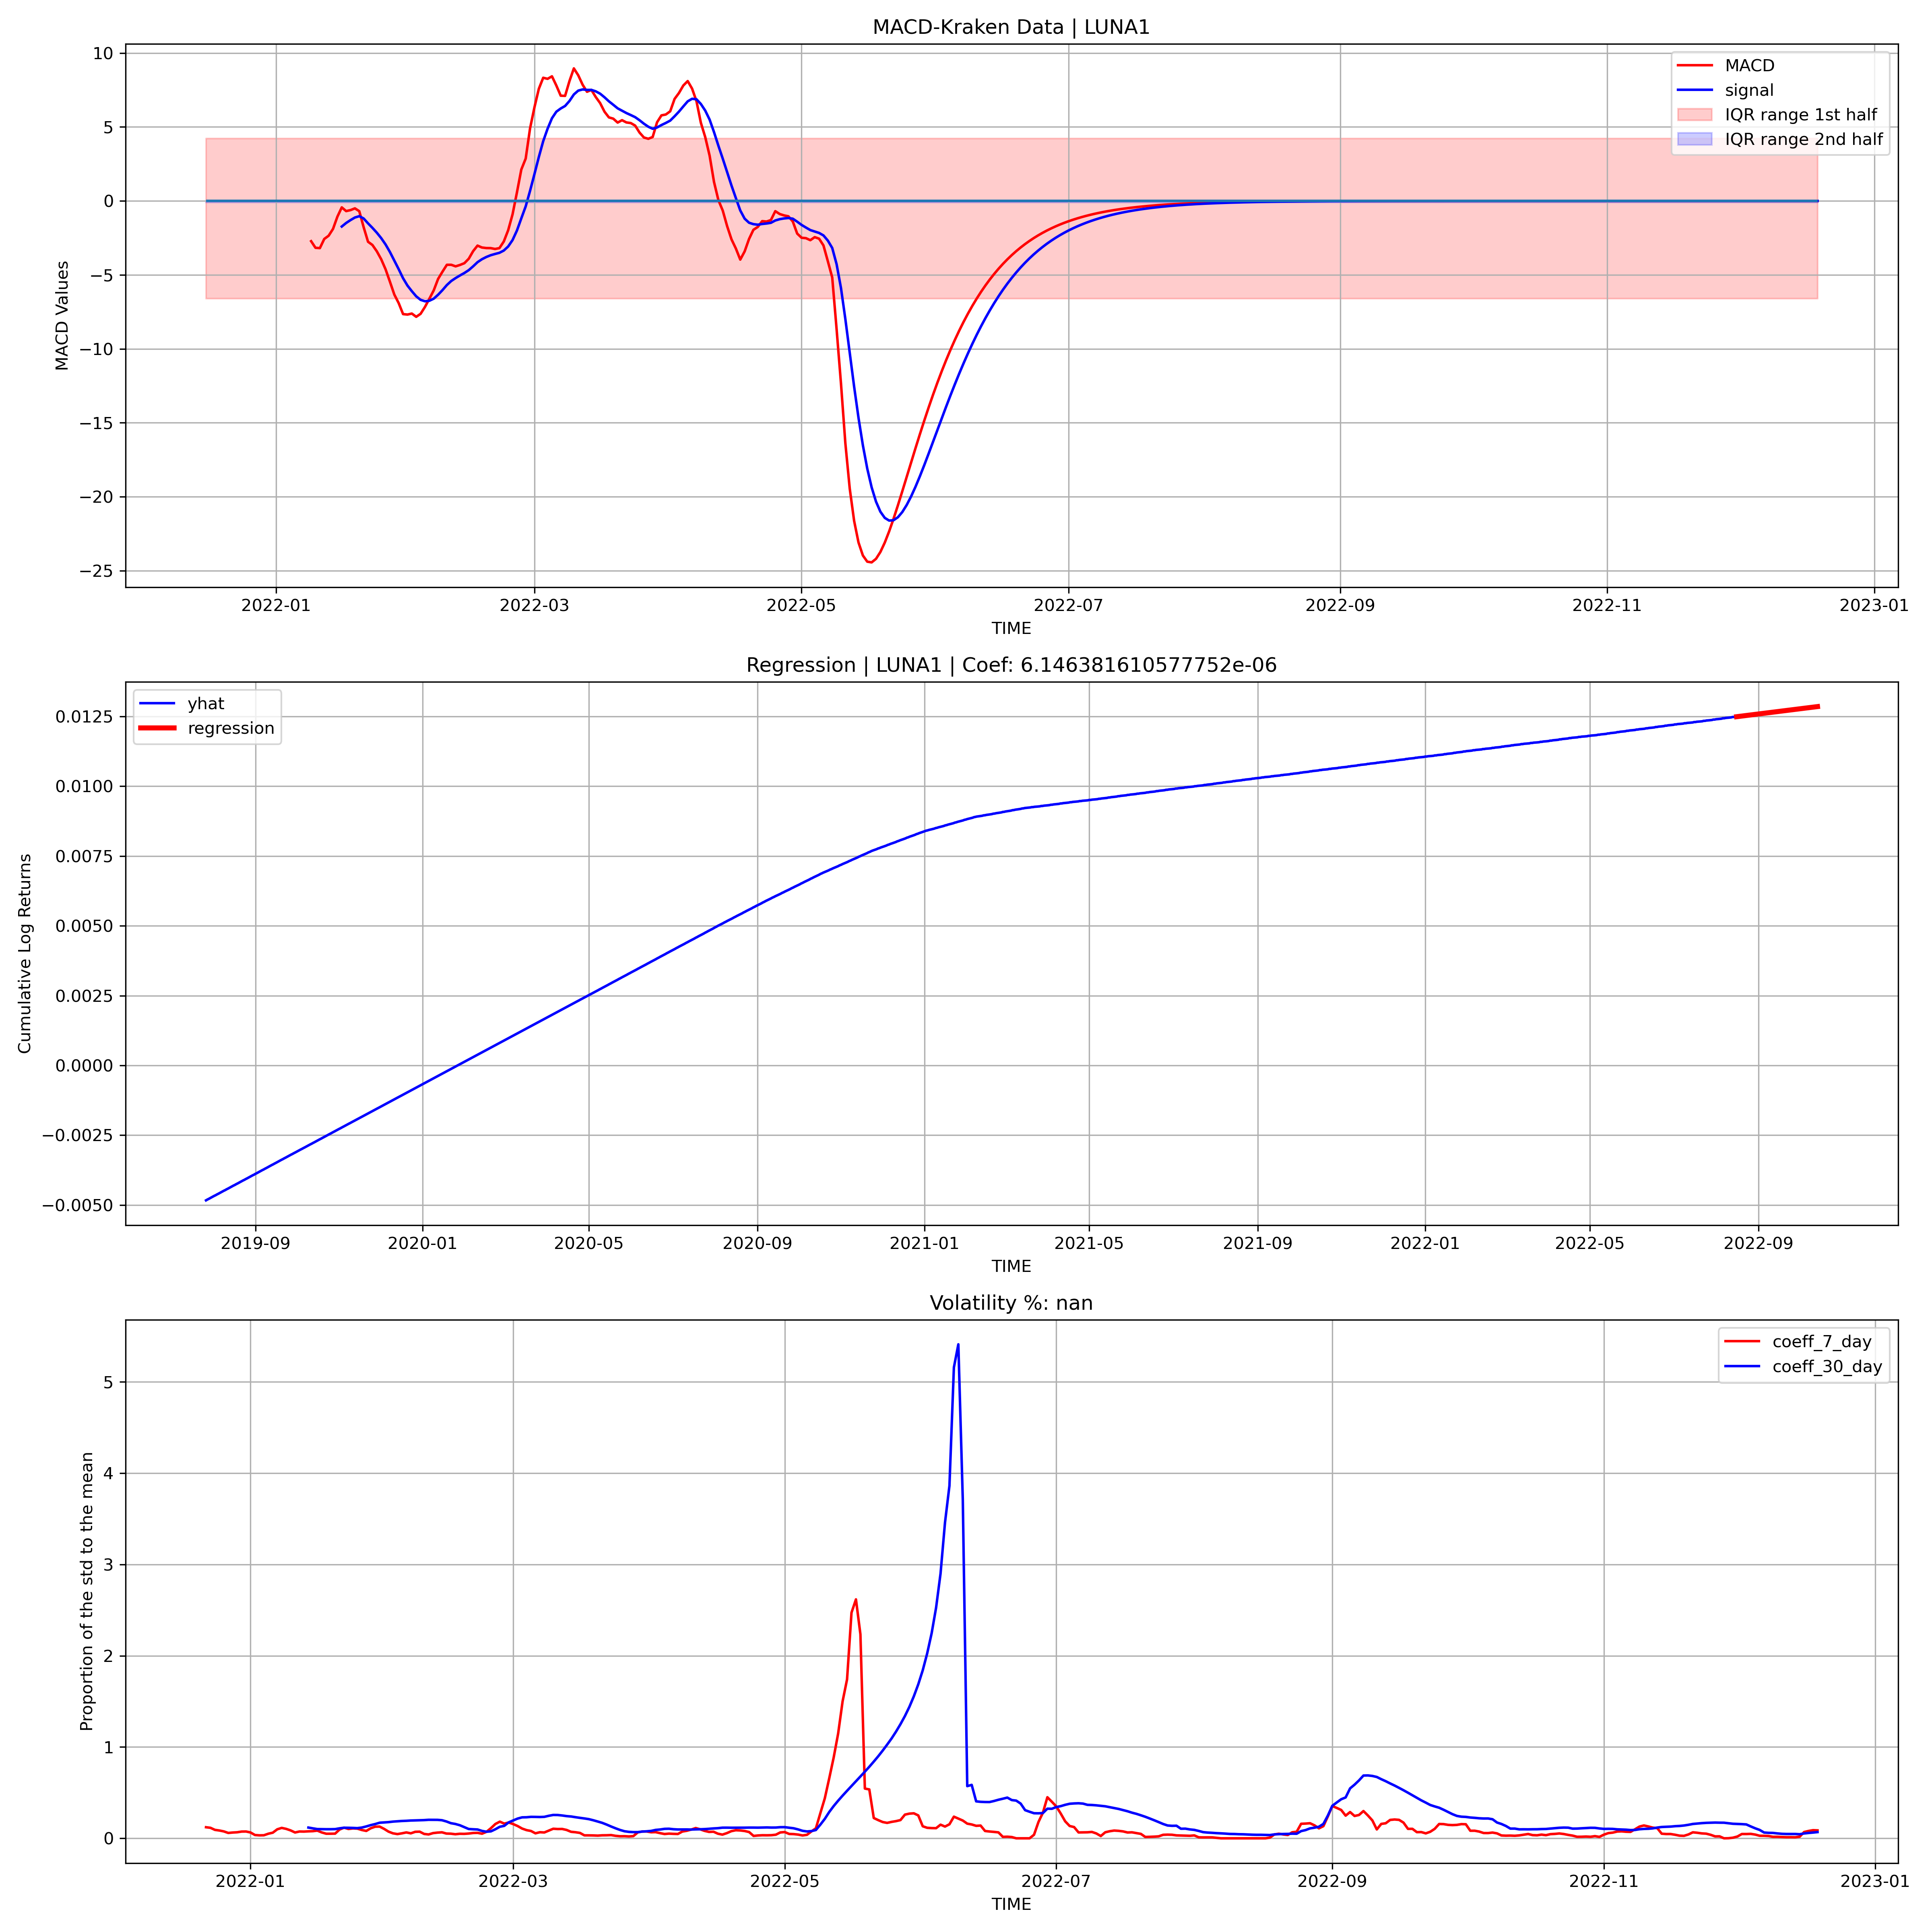 MACD-Kraken Data | LUNA1
10
5
0
−5
−10
−15
−20
−25
MACD Values
MACD
signal
IQR range 1st half
IQR range 2nd half
2022-01
2022-03
2022-05
2022-07
2022-09
2022-11
2023-01
TIME
Regression | LUNA1 | Coef: 6.146381610577752e-06
yhat
regression
0.0125
0.0100
0.0075
0.0050
0.0025
0.0000
−0.0025
−0.0050
Cumulative Log Returns
2019-09
2020-01
2020-05
2020-09
2021-01
2021-05
2021-09
2022-01
2022-05
2022-09
TIME
Volatility %: nan
coeff_7_day
coeff_30_day
5
4
3
2
1
0
Proportion of the std to the mean
2022-01
2022-03
2022-05
2022-07
2022-09
2022-11
2023-01
TIME